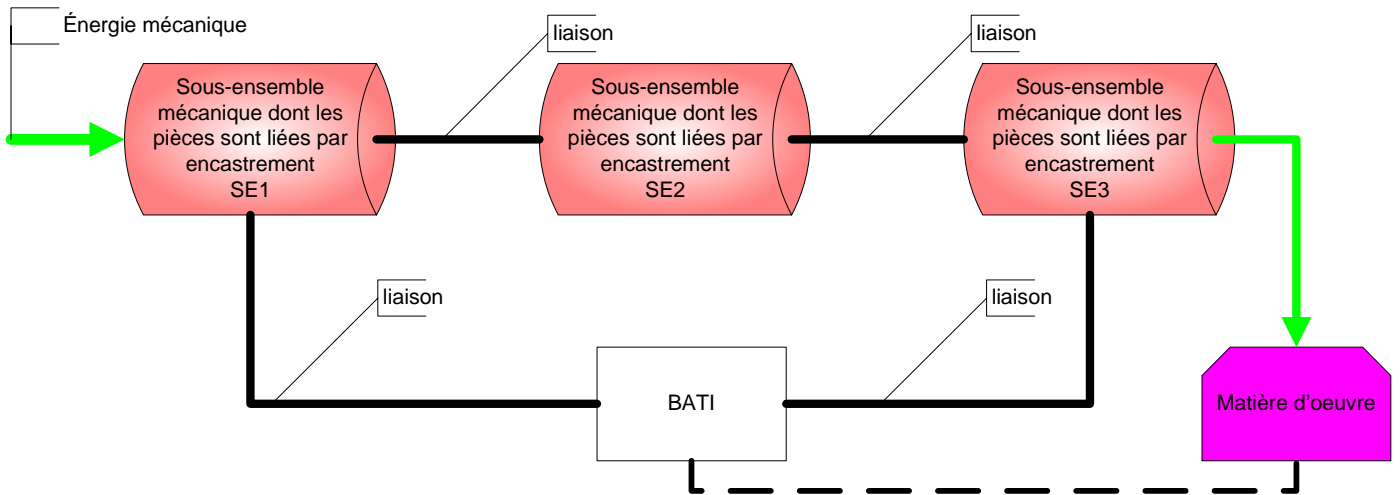 Énergie mécanique
liaison
liaison
Sous-ensemble
mécanique dont les
pièces sont liées par
encastrement
SE1
Sous-ensemble
mécanique dont les
pièces sont liées par
encastrement
SE2
Sous-ensemble
mécanique dont les
pièces sont liées par
encastrement
SE3
liaison
liaison
BATI
Matière d'oeuvre